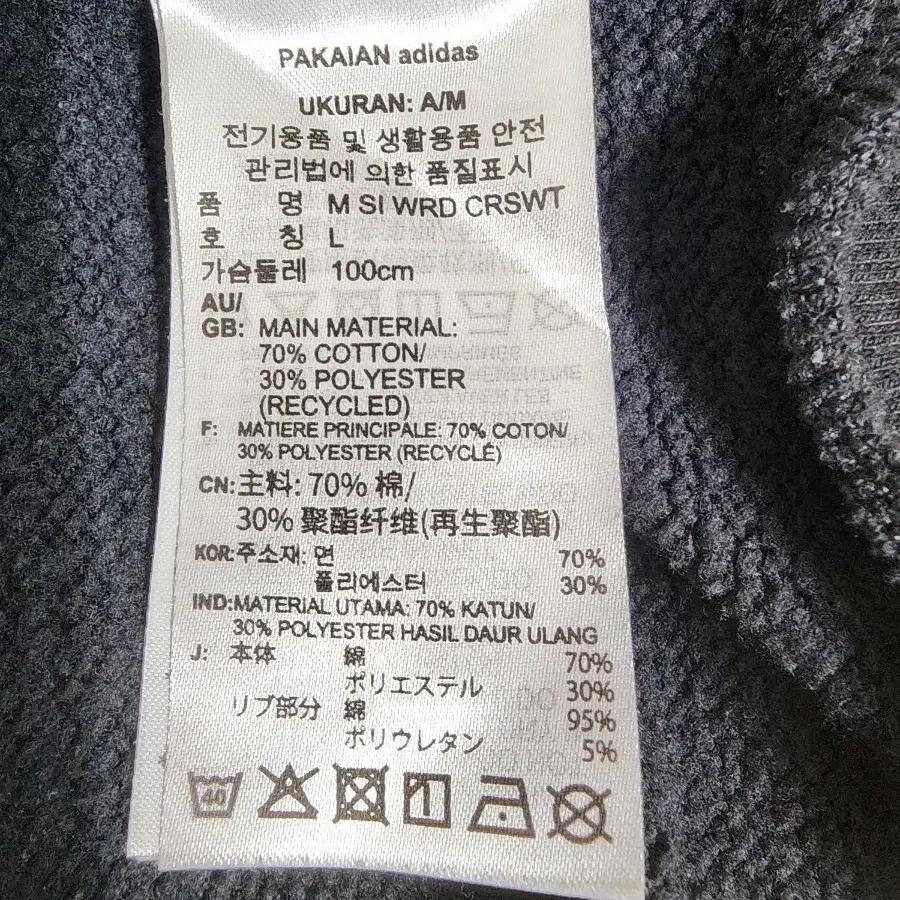 PAKAIAN adidas
UKURAN: A/M
전기용품 및 생활용품 안전
관리법에 의한 품질표시
품 명 M SI WRD CRSWT
호 칭 L
가슴둘레 100cm
AU/
GB: MAIN MATERIAL:
70% COTTON/
30% POLYESTER
(RECYCLED)
F: MATIERE PRINCIPALE: 70% COTON/
30% POLYESTER (RECYCLÉ)
CN:主料: 70% 棉/
30% 聚酯纤维(再生聚酯)
KOR:주소재: 면 70%
폴리에스터 30%
IND:MATERIAL UTAMA: 70% KATUN/
30% POLYESTER HASIL DAUR ULANG
J: 本体 綿 70%
ポリエステル 30%
リブ部分 綿 95%
ポリウレタン 5%
40